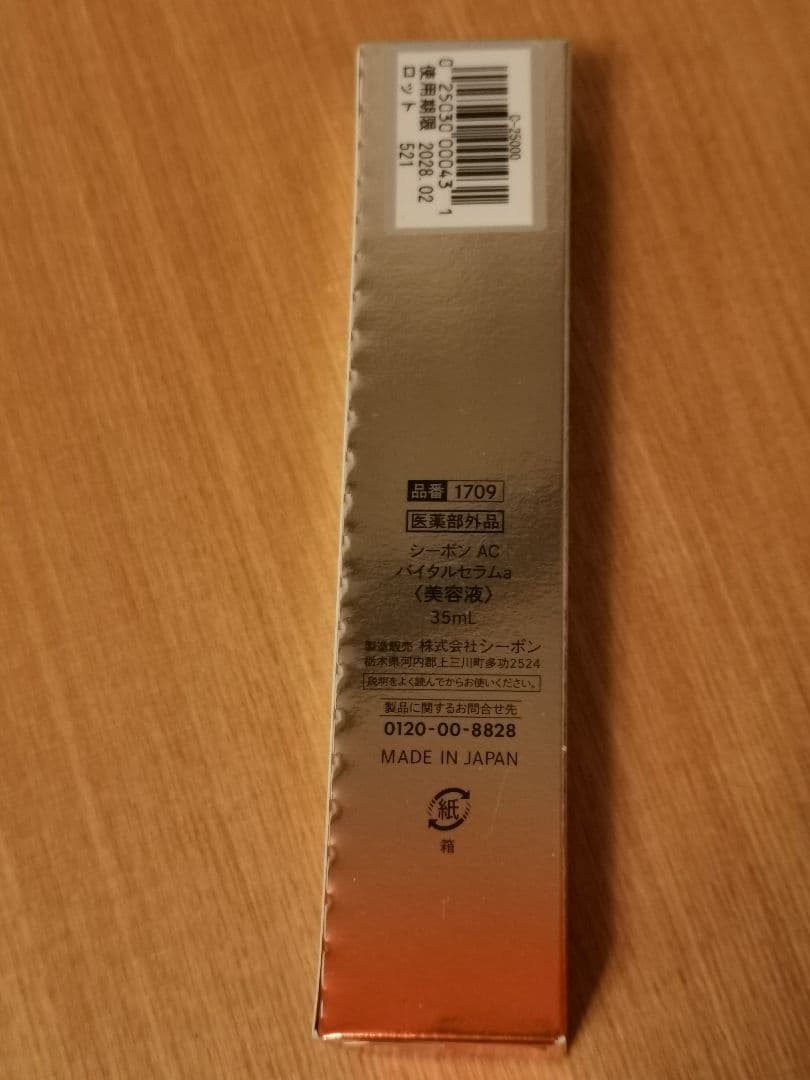 C-25000
0 25030 00043 1
使用期限 2028.02
ロット 521
品番 1709
医薬部外品
シーボン AC
バイタルセラムa
〈美容液〉
35mL
製造販売 株式会社シーボン
栃木県河内郡上三川町多功2524
説明をよく読んでからお使いください。
製品に関するお問合せ先
0120-00-8828
MADE IN JAPAN
紙
箱